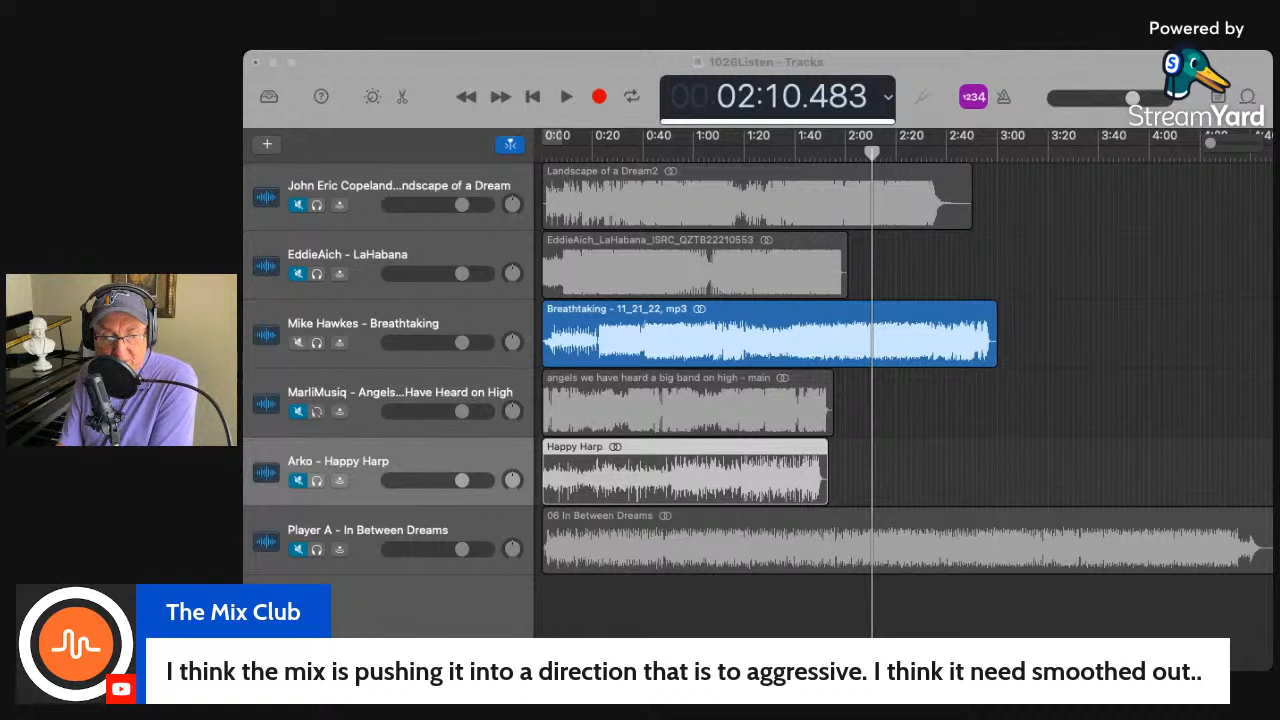 Powered by
StreamYard
1026Listen - Tracks
00 02:10.483
1234
0:00 0:20 0:40 1:00 1:20 1:40 2:00 2:20 2:40 3:00 3:20 3:40 4:00
John Eric Copeland...ndscape of a Dream
Landscape of a Dream2
EddieAich - LaHabana
EddieAich_LaHabana_ISRC_QZTB22210553
Mike Hawkes - Breathtaking
Breathtaking - 11_21_22, mp3
MarliMusiq - Angels...Have Heard on High
angels we have heard a big band on high - main
Arko - Happy Harp
Happy Harp
Player A - In Between Dreams
06 In Between Dreams
The Mix Club
I think the mix is pushing it into a direction that is to aggressive. I think it need smoothed out..